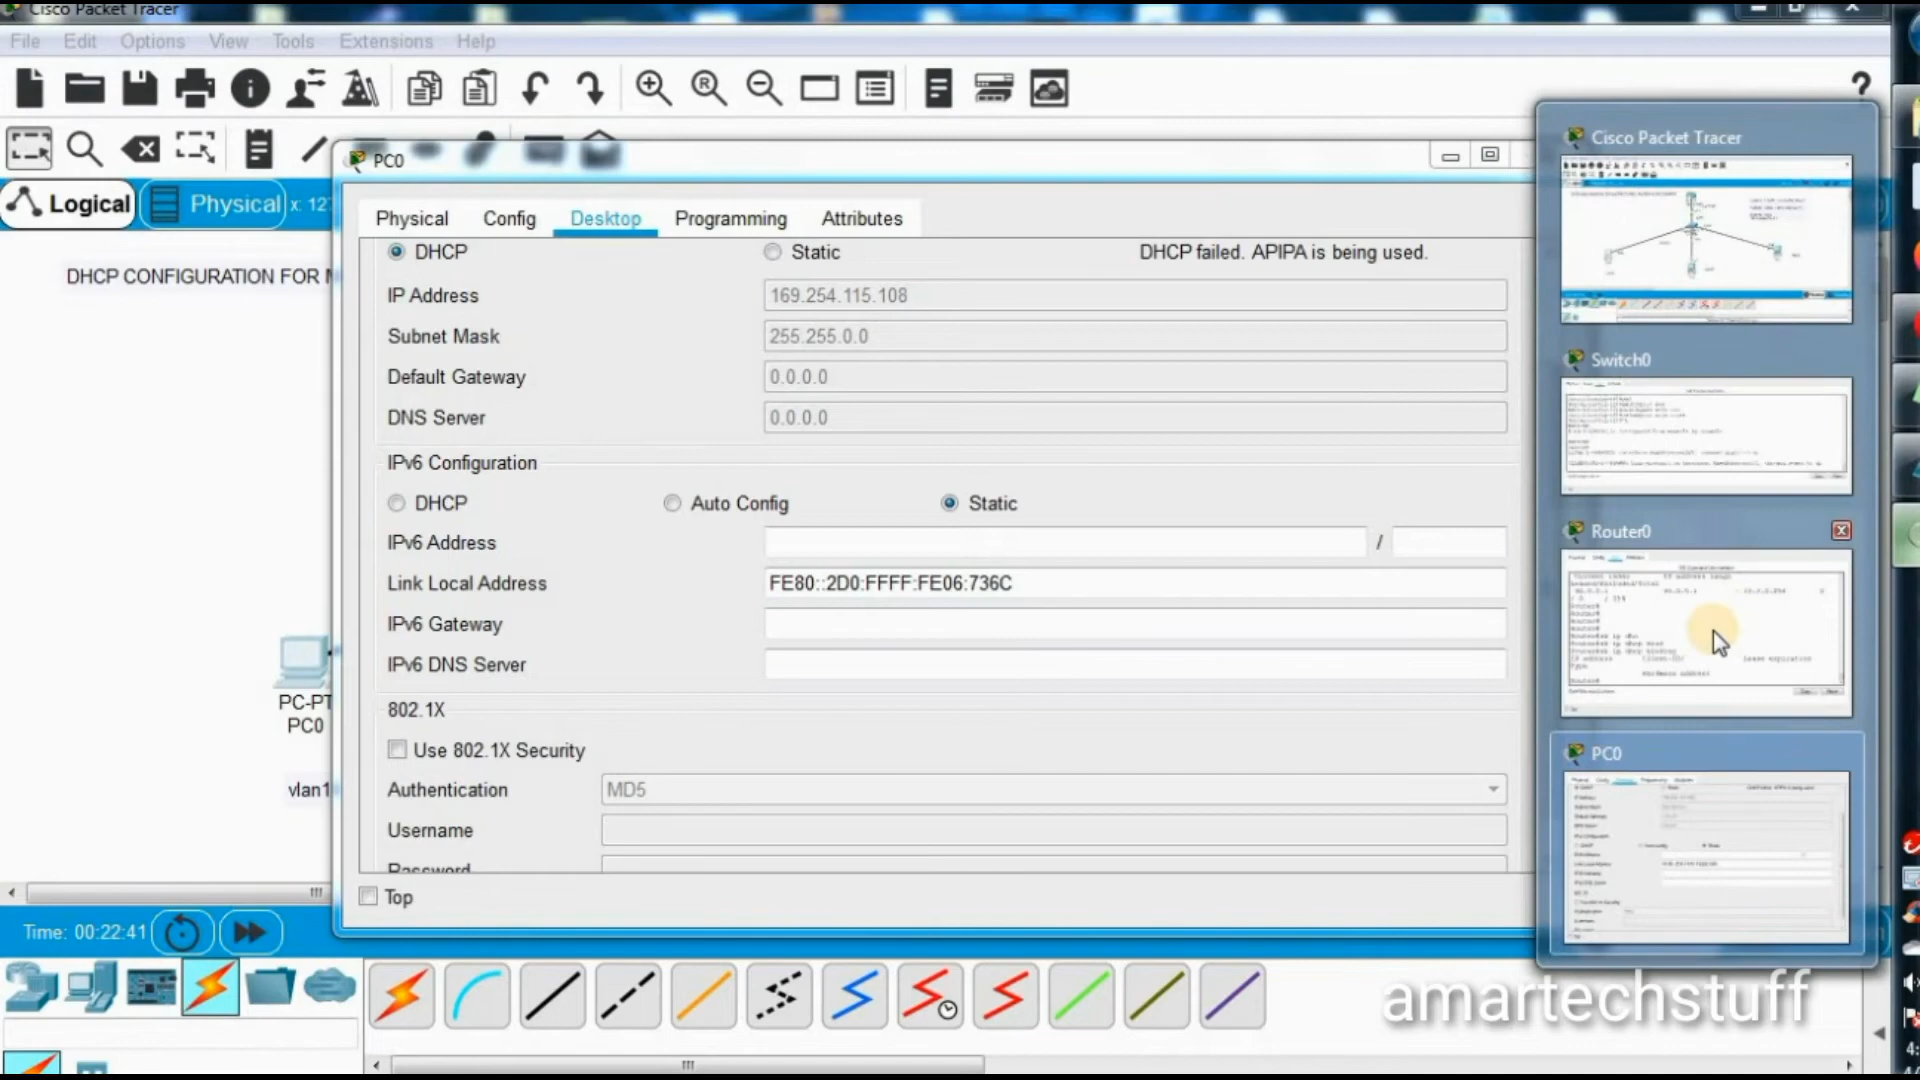 Cisco Packet Tracer
File Edit Options View Tools Extensions Help
Logical Physical x: 127
PC0
Physical Config Desktop Programming Attributes
DHCP Static DHCP failed. APIPA is being used.
IP Address 169.254.115.108
Subnet Mask 255.255.0.0
Default Gateway 0.0.0.0
DNS Server 0.0.0.0
IPv6 Configuration
DHCP Auto Config Static
IPv6 Address /
Link Local Address FE80::2D0:FFFF:FE06:736C
IPv6 Gateway
IPv6 DNS Server
802.1X
Use 802.1X Security
Authentication MD5
Username
Password
Top
DHCP CONFIGURATION FOR
PC-PT
PC0
vlan1
Time: 00:22:41
Cisco Packet Tracer
Switch0
Router0
PC0
amartechstuff